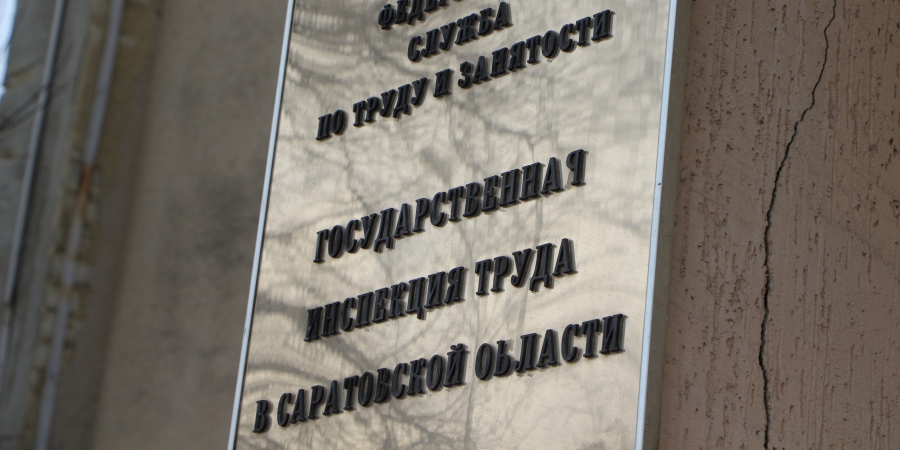 СЛУЖБА
ПО ТРУДУ И ЗАНЯТОСТИ
ГОСУДАРСТВЕННАЯ
ИНСПЕКЦИЯ ТРУДА
В САРАТОВСКОЙ ОБЛАСТИ